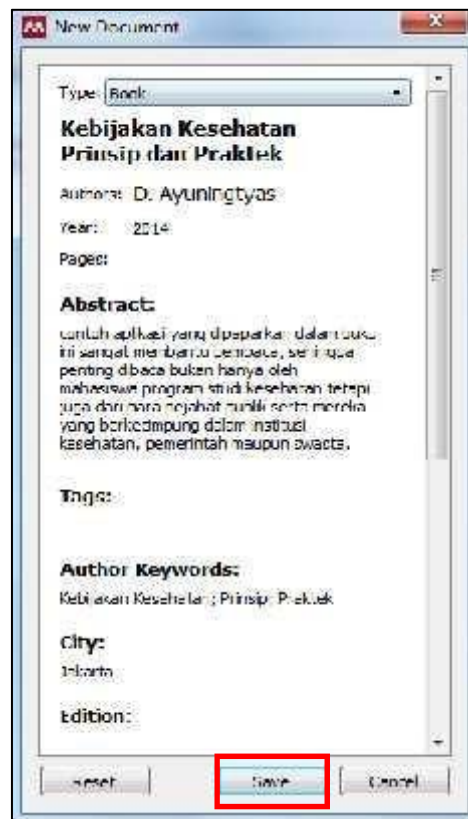 New Document
Type: Book
Kebijakan Kesehatan
Prinsip dan Praktek
Authors: D. Ayuningtyas
Year: 2014
Pages:
Abstract:
contoh aplikasi yang dipaparkan dalam buku
ini sangat membantu pembaca, sehingga
penting dibaca bukan hanya oleh
mahasiswa program studi kesehatan tetapi
juga dari para pejabat publik serta mereka
yang berkecimpung dalam institusi
kesehatan, pemerintah maupun swasta.
Tags:
Author Keywords:
Kebijakan Kesehatan; Prinsip; Praktek
City:
Jakarta
Edition:
Reset Save Cancel